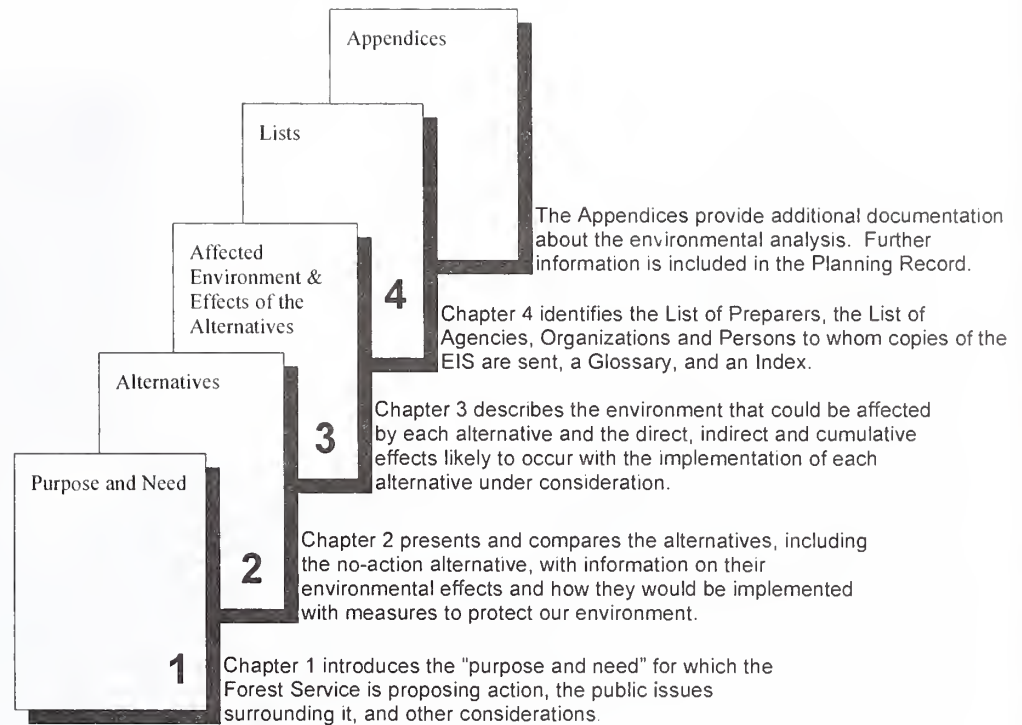 Appendices
Lists
The Appendices provide additional documentation
about the environmental analysis. Further
information is included in the Planning Record.
Affected
Environment &
Effects of the
Alternatives
4
Chapter 4 identifies the List of Preparers, the List of
Agencies, Organizations and Persons to whom copies of the
EIS are sent, a Glossary, and an Index.
Alternatives
3
Chapter 3 describes the environment that could be affected
by each alternative and the direct, indirect and cumulative
effects likely to occur with the implementation of each
alternative under consideration.
Purpose and Need
2
Chapter 2 presents and compares the alternatives, including
the no-action alternative, with information on their
environmental effects and how they would be implemented
with measures to protect our environment.
1
Chapter 1 introduces the "purpose and need" for which the
Forest Service is proposing action, the public issues
surrounding it, and other considerations.